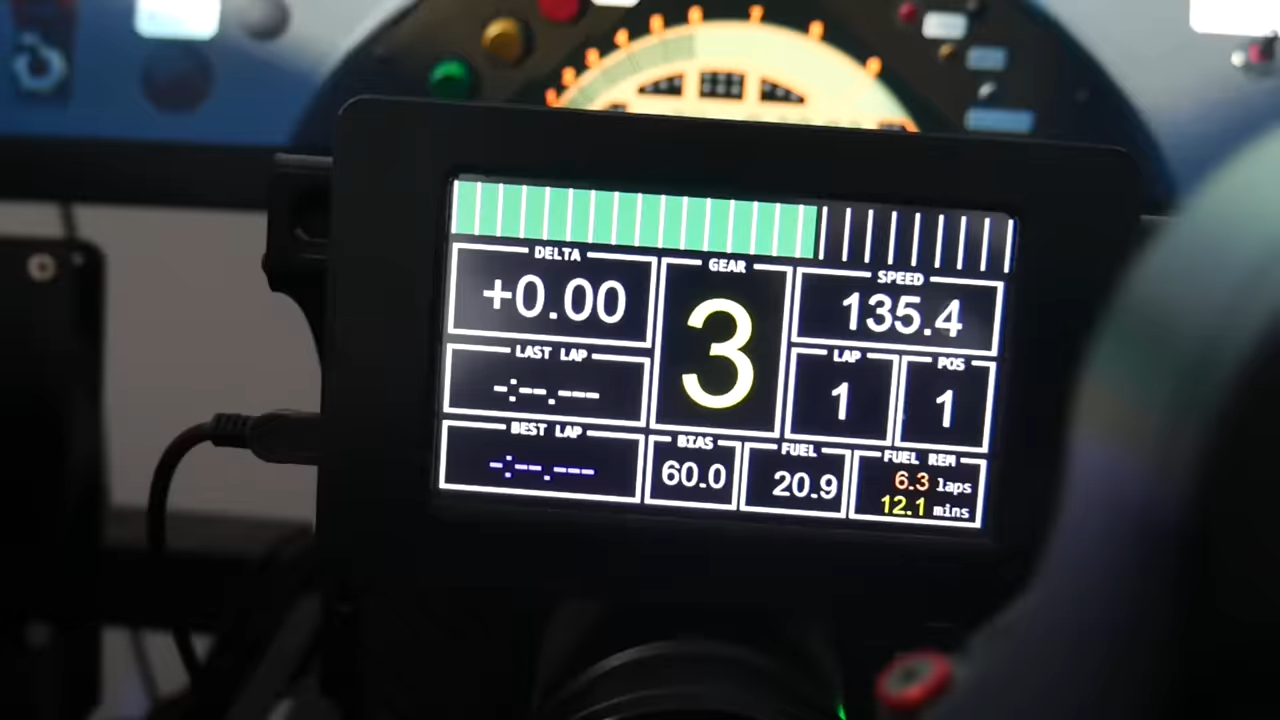 DELTA
+0.00
GEAR
3
SPEED
135.4
LAST LAP
-:--.---
LAP
1
POS
1
BEST LAP
-:--.---
BIAS
60.0
FUEL
20.9
FUEL REM
6.3 laps
12.1 mins